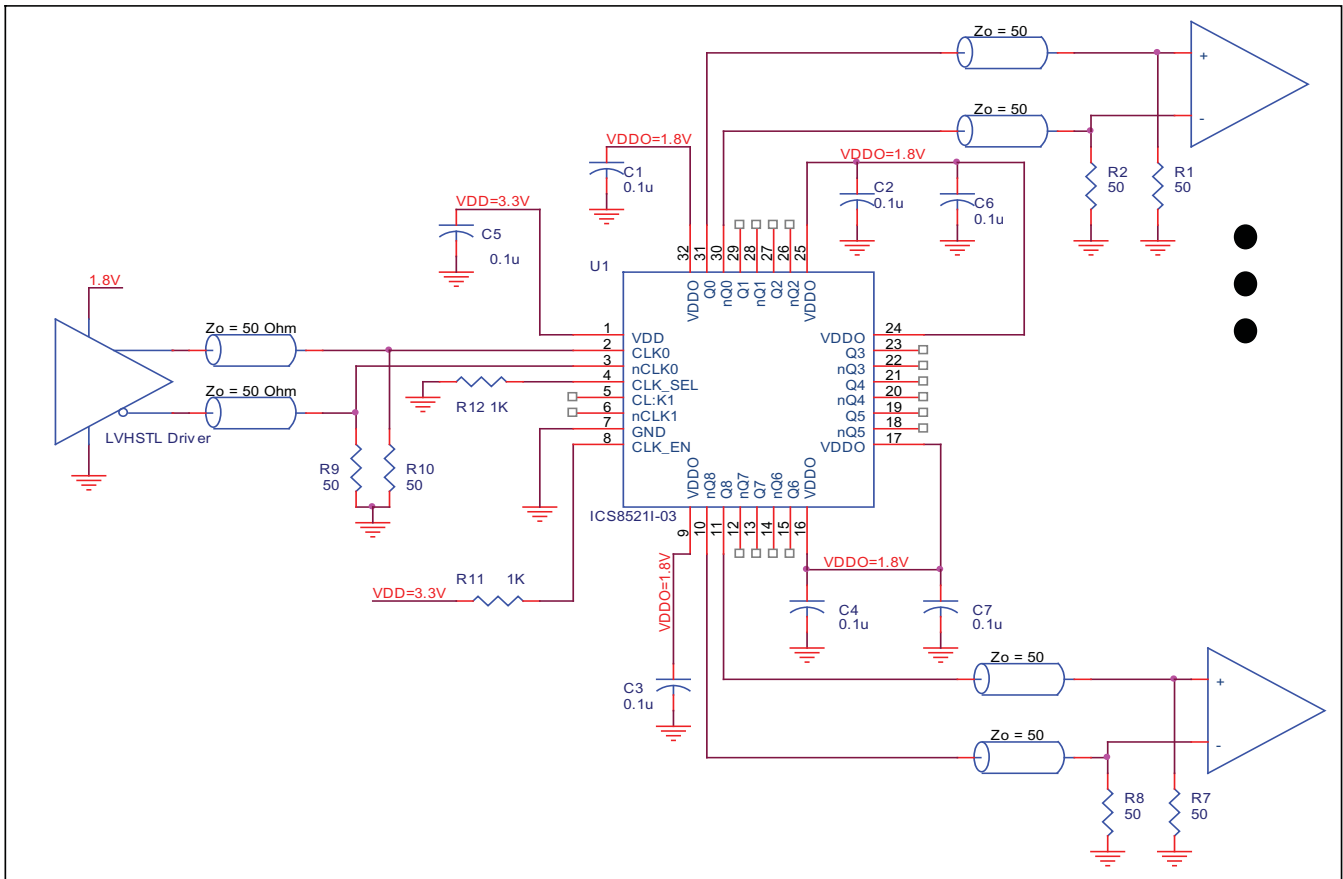 Zo = 50
+
Zo = 50
-
VDDO=1.8V
C1
0.1u
VDDO=1.8V
C2
0.1u
C6
0.1u
R2
50
R1
50
VDD=3.3V
C5
0.1u
U1
32
31
30
29
28
27
26
25
VDDO
Q0
nQ0
Q1
nQ1
Q2
nQ2
VDDO
1.8V
Zo = 50 Ohm
Zo = 50 Ohm
LVHSTL Driver
R9
50
R10
50
R12 1K
1 VDD
2 CLK0
3 nCLK0
4 CLK_SEL
5 CL:K1
6 nCLK1
7 GND
8 CLK_EN
VDDO 24
Q3 23
nQ3 22
Q4 21
nQ4 20
Q5 19
nQ5 18
VDDO 17
VDDO
nQ8
Q8
nQ7
Q7
nQ6
Q6
VDDO
ICS8521I-03
9
10
11
12
13
14
15
16
VDD=3.3V
R11 1K
VDDO=1.8V
VDDO=1.8V
C4
0.1u
C7
0.1u
C3
0.1u
Zo = 50
+
Zo = 50
-
R8
50
R7
50